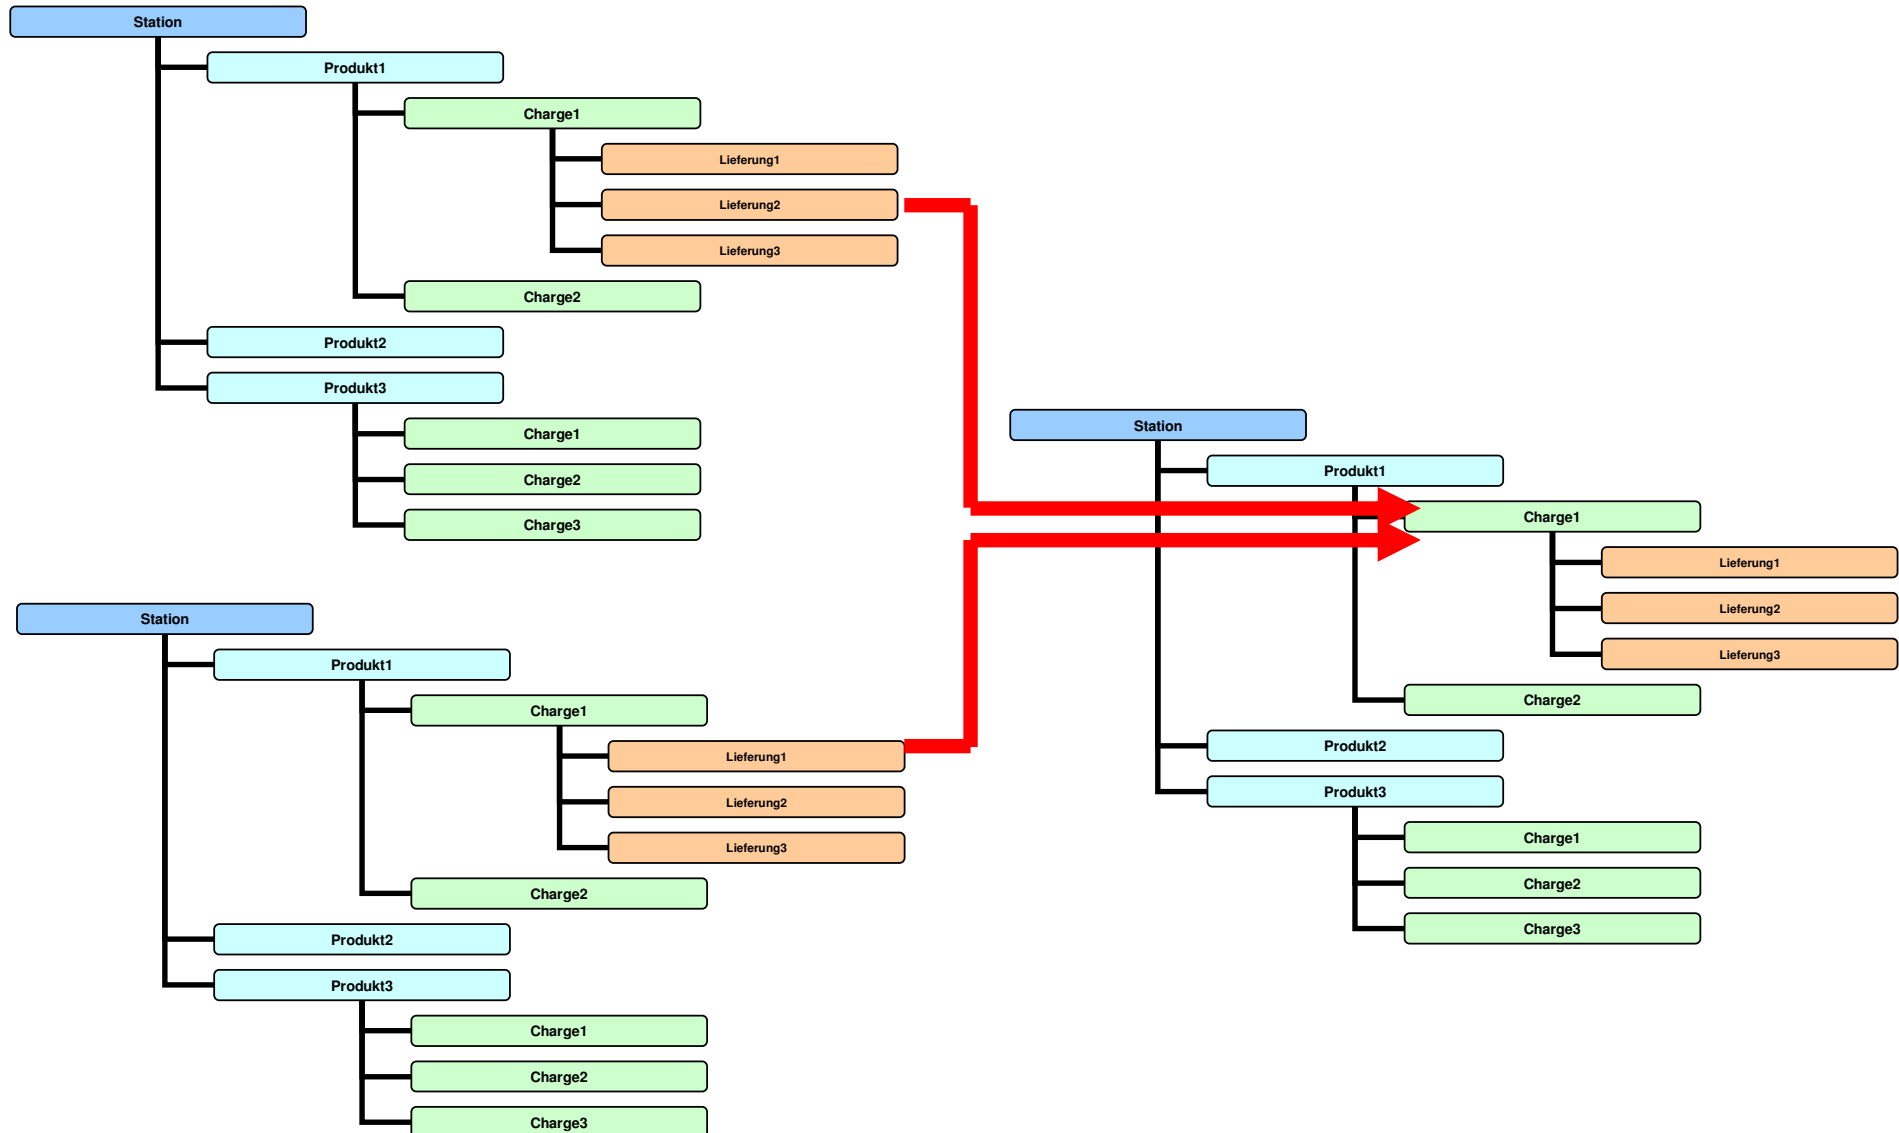 Station
Produkt1
Charge1
Lieferung1
Lieferung2
Lieferung3
Charge2
Produkt2
Produkt3
Charge1
Charge2
Charge3
Station
Produkt1
Charge1
Lieferung1
Lieferung2
Lieferung3
Charge2
Produkt2
Produkt3
Charge1
Charge2
Charge3
Station
Produkt1
Charge1
Lieferung1
Lieferung2
Lieferung3
Charge2
Produkt2
Produkt3
Charge1
Charge2
Charge3